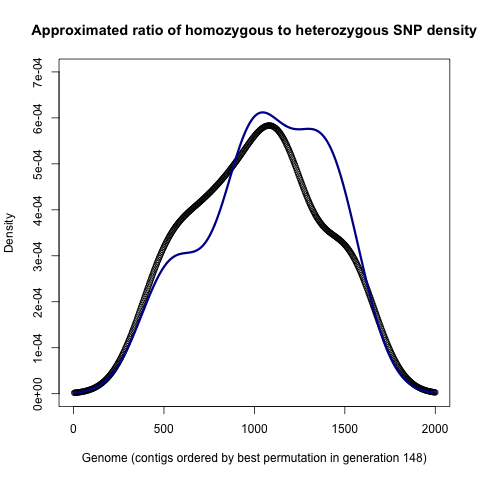 Approximated ratio of homozygous to heterozygous SNP density
7e-04
6e-04
5e-04
4e-04
3e-04
2e-04
1e-04
0e+00
Density
0 500 1000 1500 2000
Genome (contigs ordered by best permutation in generation 148)